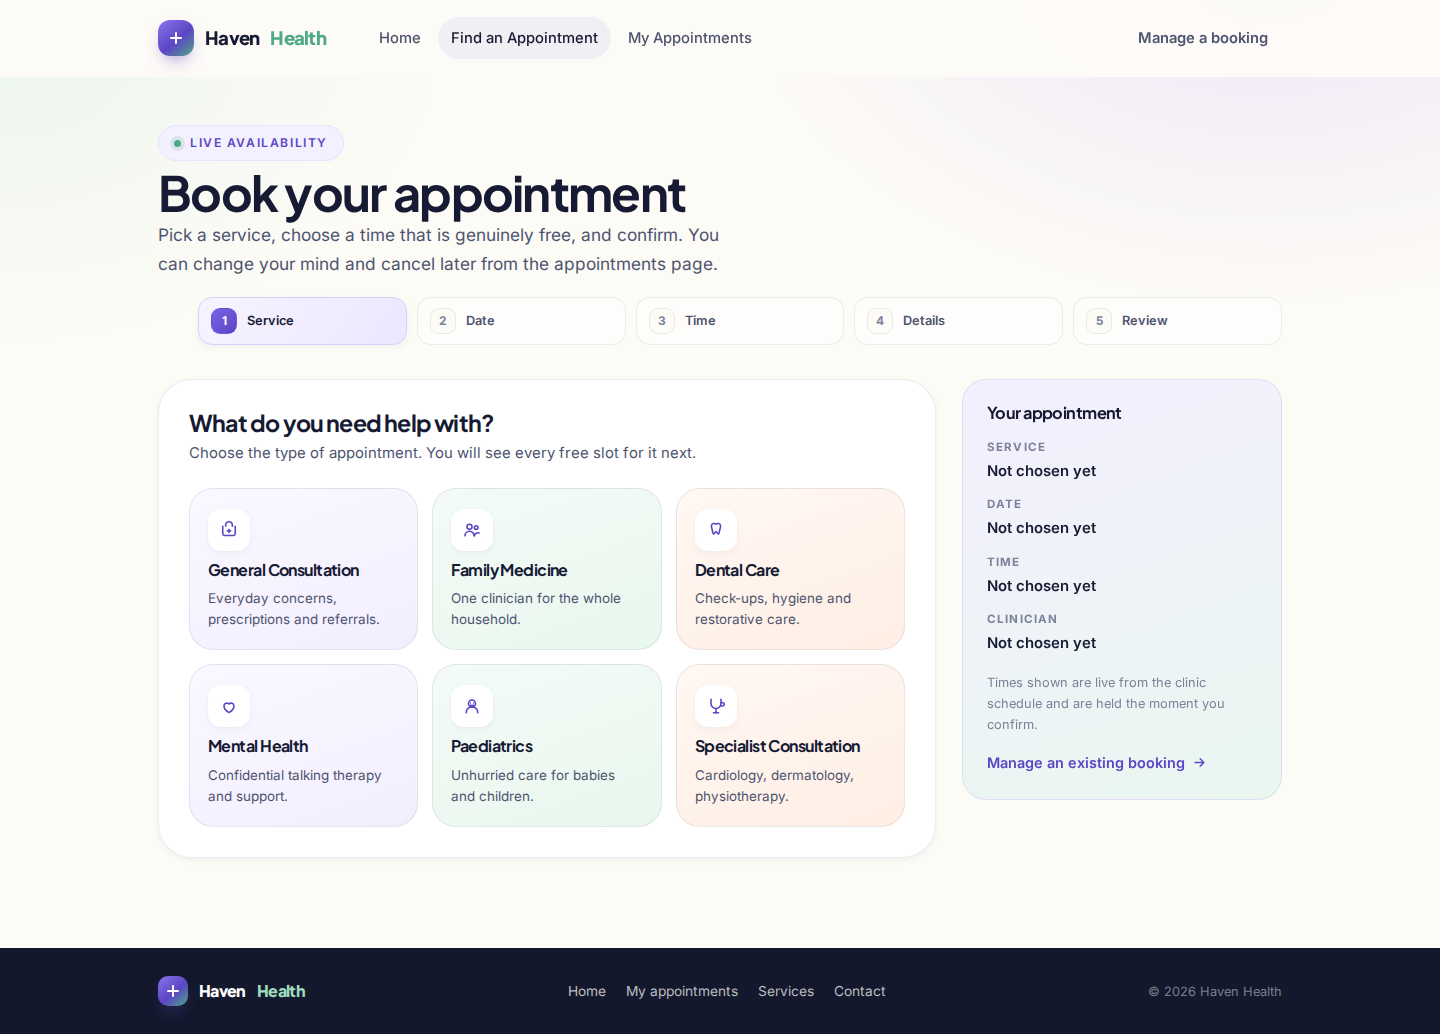 Haven Health
Home
Find an Appointment
My Appointments
Manage a booking
LIVE AVAILABILITY
Book your appointment
Pick a service, choose a time that is genuinely free, and confirm. You
can change your mind and cancel later from the appointments page.
1 Service
2 Date
3 Time
4 Details
5 Review
What do you need help with?
Choose the type of appointment. You will see every free slot for it next.
General Consultation
Everyday concerns,
prescriptions and referrals.
Family Medicine
One clinician for the whole
household.
Dental Care
Check-ups, hygiene and
restorative care.
Mental Health
Confidential talking therapy
and support.
Paediatrics
Unhurried care for babies
and children.
Specialist Consultation
Cardiology, dermatology,
physiotherapy.
Your appointment
SERVICE
Not chosen yet
DATE
Not chosen yet
TIME
Not chosen yet
CLINICIAN
Not chosen yet
Times shown are live from the clinic
schedule and are held the moment you
confirm.
Manage an existing booking →
Haven Health
Home
My appointments
Services
Contact
© 2026 Haven Health